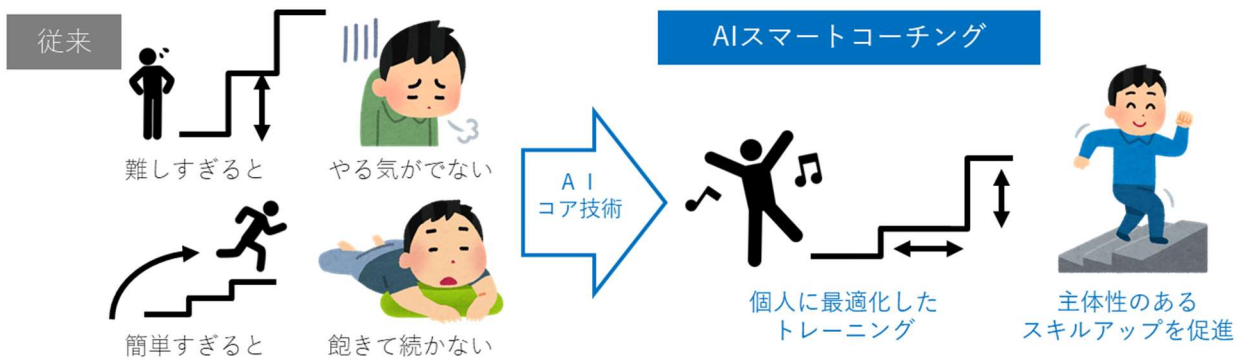 従来
難しすぎると
やる気がでない
簡単すぎると
飽きて続かない
ＡＩ
コア技術
AIスマートコーチング
個人に最適化した
トレーニング
主体性のある
スキルアップを促進